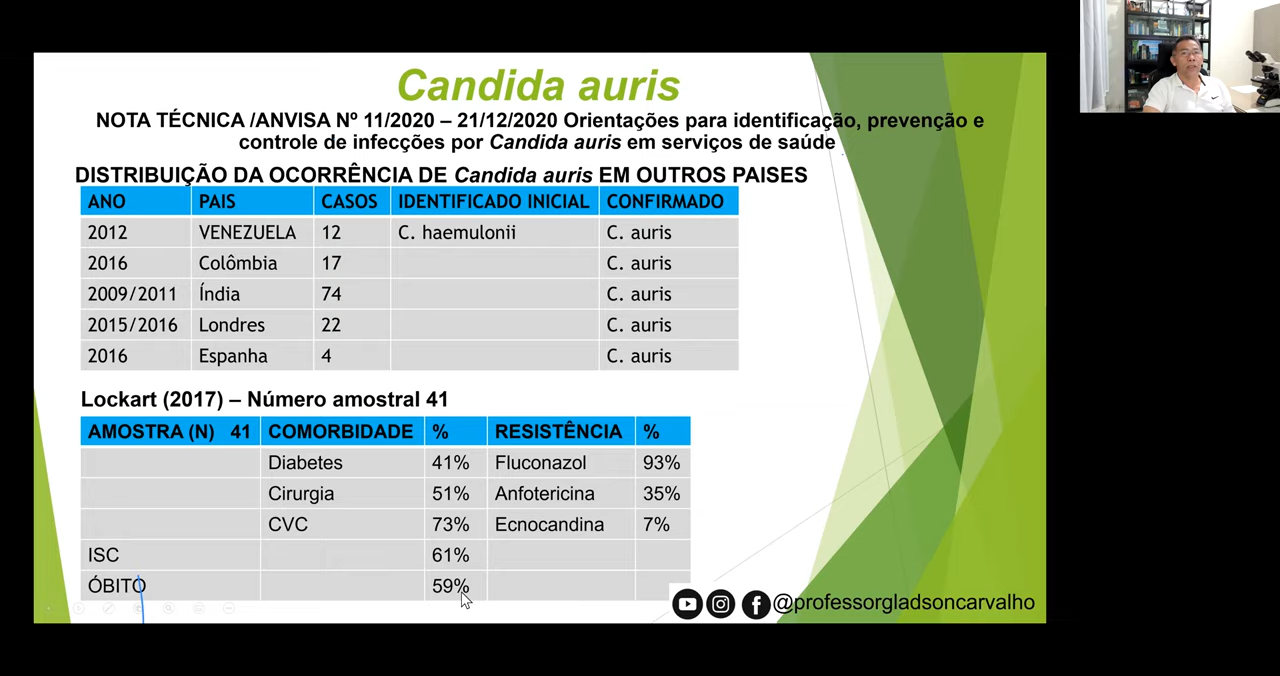 Candida auris
NOTA TÉCNICA /ANVISA Nº 11/2020 – 21/12/2020 Orientações para identificação, prevenção e
controle de infecções por Candida auris em serviços de saúde
DISTRIBUIÇÃO DA OCORRÊNCIA DE Candida auris EM OUTROS PAISES
ANO PAIS CASOS IDENTIFICADO INICIAL CONFIRMADO
2012 VENEZUELA 12 C. haemulonii C. auris
2016 Colômbia 17 C. auris
2009/2011 Índia 74 C. auris
2015/2016 Londres 22 C. auris
2016 Espanha 4 C. auris
Lockart (2017) – Número amostral 41
AMOSTRA (N) 41 COMORBIDADE % RESISTÊNCIA %
Diabetes 41% Fluconazol 93%
Cirurgia 51% Anfotericina 35%
CVC 73% Ecnocandina 7%
ISC 61%
ÓBITO 59%
@professorgladsoncarvalho